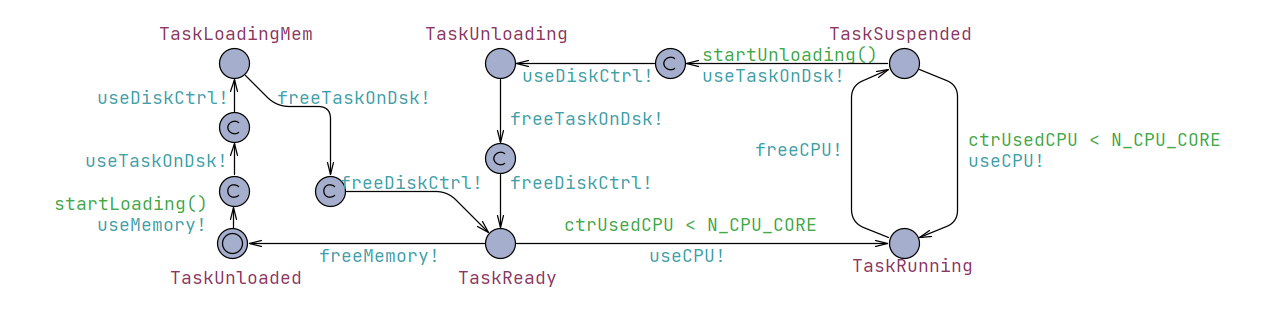 TaskLoadingMem
TaskUnloading
TaskSuspended
startUnloading()
useDiskCtrl!
useTaskOnDsk!
useDiskCtrl!
freeTaskOnDsk!
C
C
freeTaskOnDsk!
ctrUsedCPU < N_CPU_CORE
freeCPU!
useCPU!
useTaskOnDsk!
C
freeDiskCtrl!
freeDiskCtrl!
C
C
startLoading()
useMemory!
ctrUsedCPU < N_CPU_CORE
freeMemory!
useCPU!
TaskRunning
TaskUnloaded
TaskReady